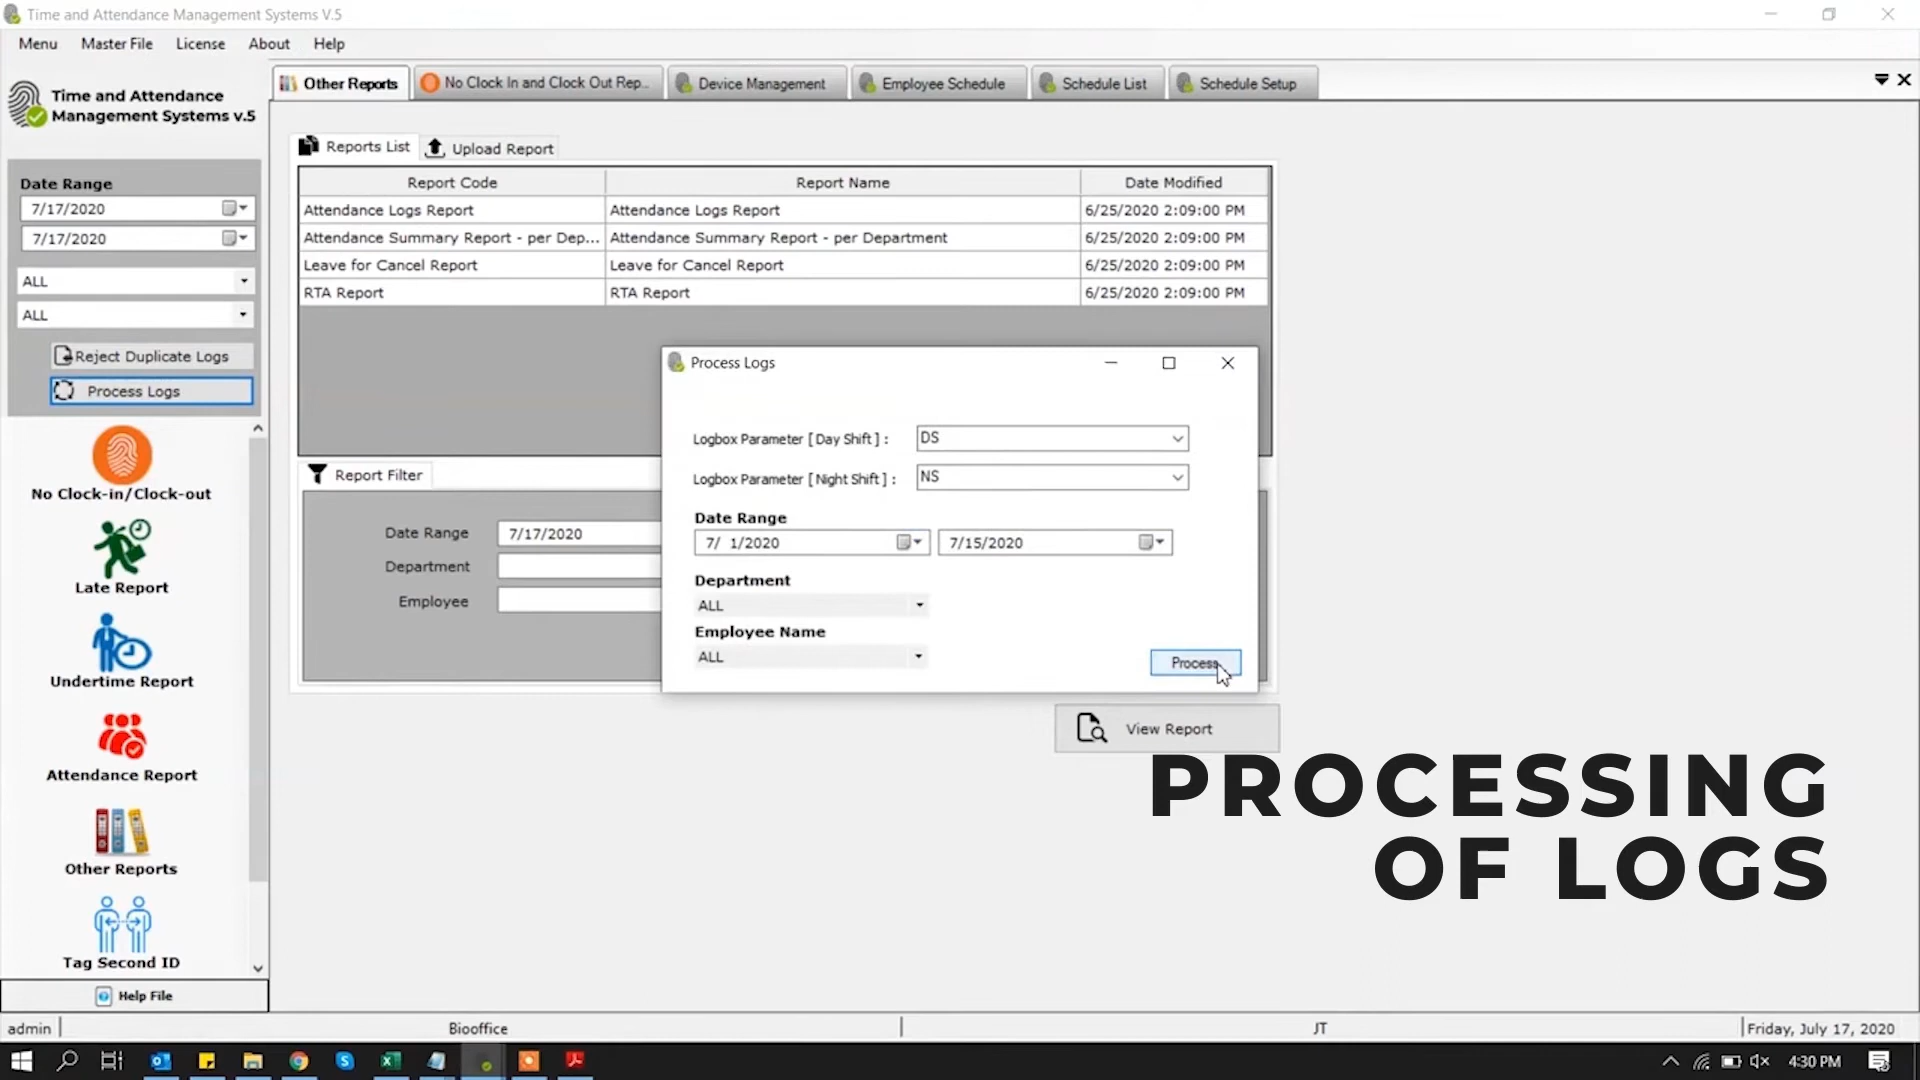 Time and Attendance Management Systems V.5
Menu Master File License About Help
Time and Attendance
Management Systems v.5
Other Reports
No Clock In and Clock Out Rep...
Device Management
Employee Schedule
Schedule List
Schedule Setup
Date Range
7/17/2020
7/17/2020
ALL
ALL
Reject Duplicate Logs
Process Logs
No Clock-in/Clock-out
Late Report
Undertime Report
Attendance Report
Other Reports
Tag Second ID
Help File
Reports List
Upload Report
Report Code Report Name Date Modified
Attendance Logs Report Attendance Logs Report 6/25/2020 2:09:00 PM
Attendance Summary Report - per Dep... Attendance Summary Report - per Department 6/25/2020 2:09:00 PM
Leave for Cancel Report Leave for Cancel Report 6/25/2020 2:09:00 PM
RTA Report RTA Report 6/25/2020 2:09:00 PM
Report Filter
Date Range 7/17/2020
Department
Employee
Process Logs
Logbox Parameter [ Day Shift ] : DS
Logbox Parameter [ Night Shift ] : NS
Date Range
7/ 1/2020 7/15/2020
Department
ALL
Employee Name
ALL
Process
View Report
PROCESSING
OF LOGS
admin Biooffice JT Friday, July 17, 2020
4:30 PM